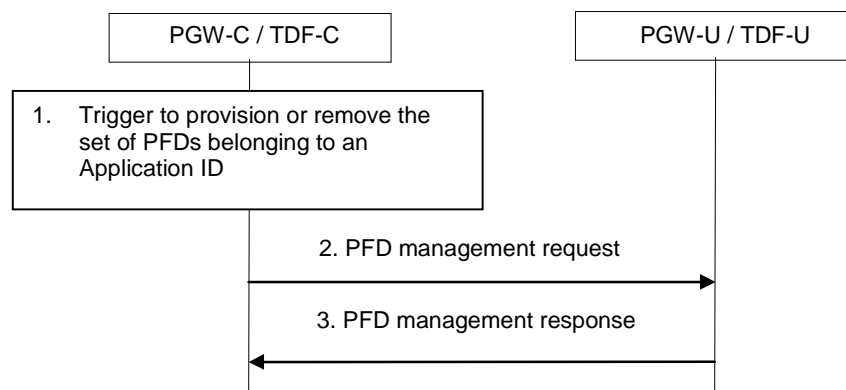 PGW-C / TDF-C
PGW-U / TDF-U
1. Trigger to provision or remove the
set of PFDs belonging to an
Application ID
2. PFD management request
3. PFD management response